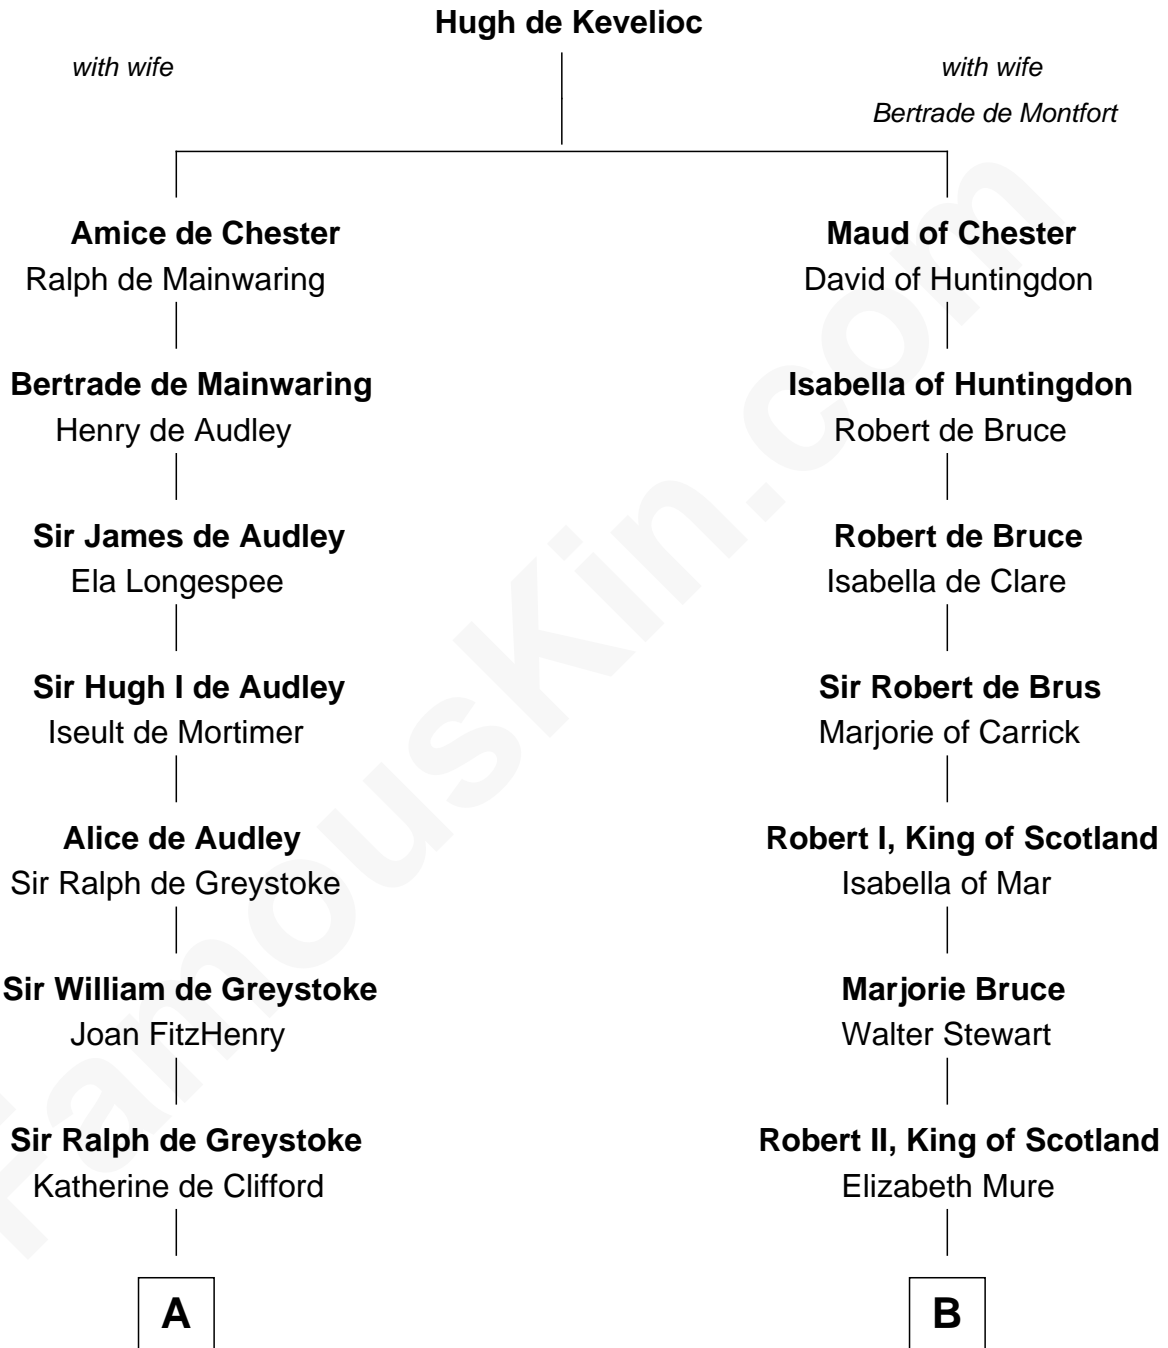 Hugh de Kevelioc
with wife
with wife
Bertrade de Montfort
Amice de Chester
Ralph de Mainwaring
Maud of Chester
David of Huntingdon
Bertrade de Mainwaring
Henry de Audley
Isabella of Huntingdon
Robert de Bruce
Sir James de Audley
Ela Longespee
Robert de Bruce
Isabella de Clare
Sir Hugh I de Audley
Iseult de Mortimer
Sir Robert de Brus
Marjorie of Carrick
Alice de Audley
Sir Ralph de Greystoke
Robert I, King of Scotland
Isabella of Mar
Sir William de Greystoke
Joan FitzHenry
Marjorie Bruce
Walter Stewart
Sir Ralph de Greystoke
Katherine de Clifford
Robert II, King of Scotland
Elizabeth Mure
A
B
FamousKin.com